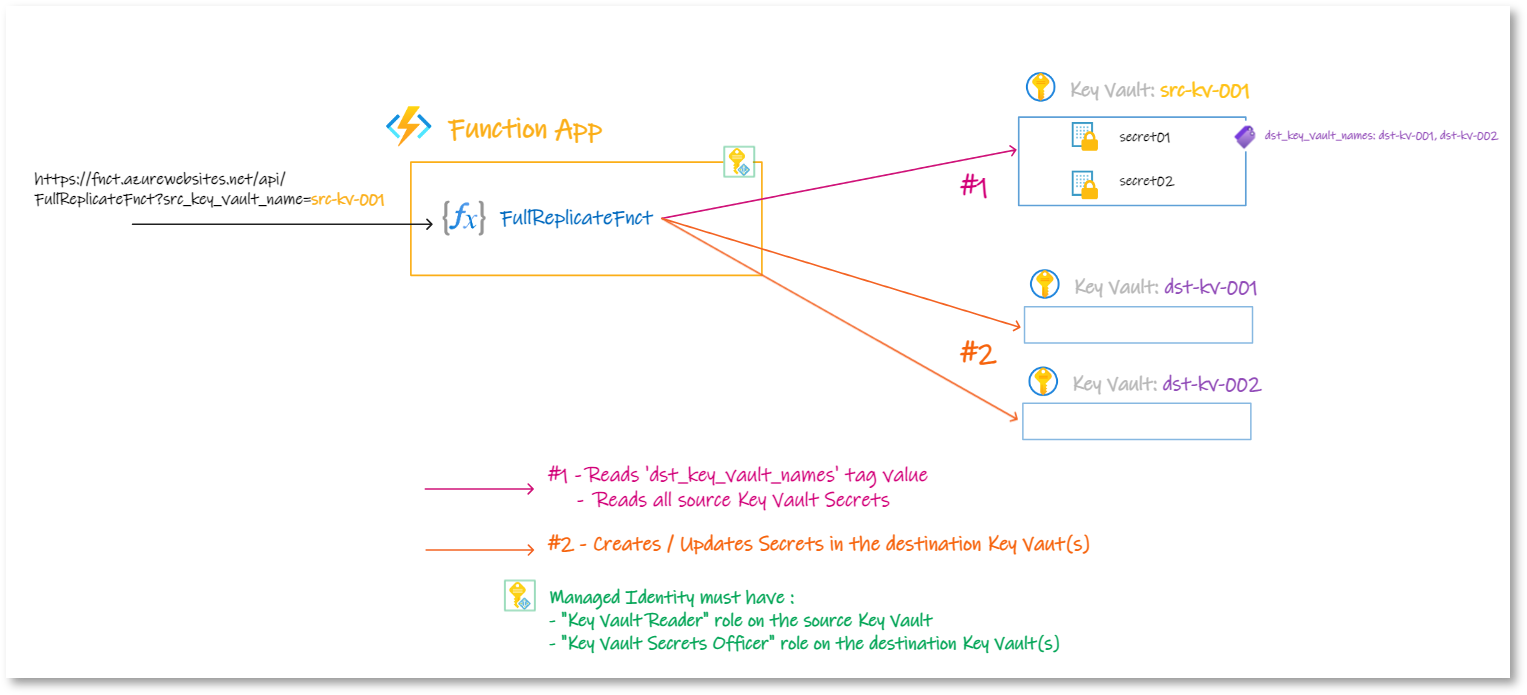 Key Vault: src-kv-001
Function App
secret01
dst_key_vault_names: dst-kv-001, dst-kv-002
https://fnct.azurewebsites.net/api/
FullReplicateFnct?src_key_vault_name=src-kv-001
secret02
#1
{fx} FullReplicateFnct
Key Vault: dst-kv-001
#2
Key Vault: dst-kv-002
#1 - Reads 'dst_key_vault_names' tag value
- Reads all source Key Vault Secrets
#2 - Creates / Updates Secrets in the destination Key Vaut(s)
Managed Identity must have :
- "Key Vault Reader" role on the source Key Vault
- "Key Vault Secrets Officer" role on the destination Key Vault(s)